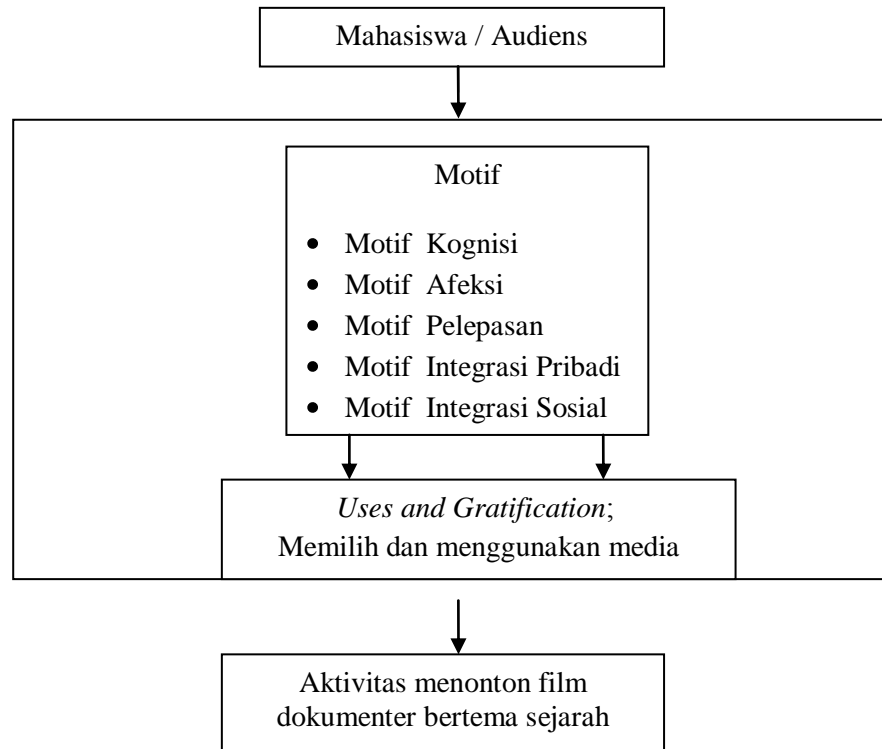 Mahasiswa / Audiens
Motif
• Motif Kognisi
• Motif Afeksi
• Motif Pelepasan
• Motif Integrasi Pribadi
• Motif Integrasi Sosial
Uses and Gratification;
Memilih dan menggunakan media
Aktivitas menonton film
dokumenter bertema sejarah